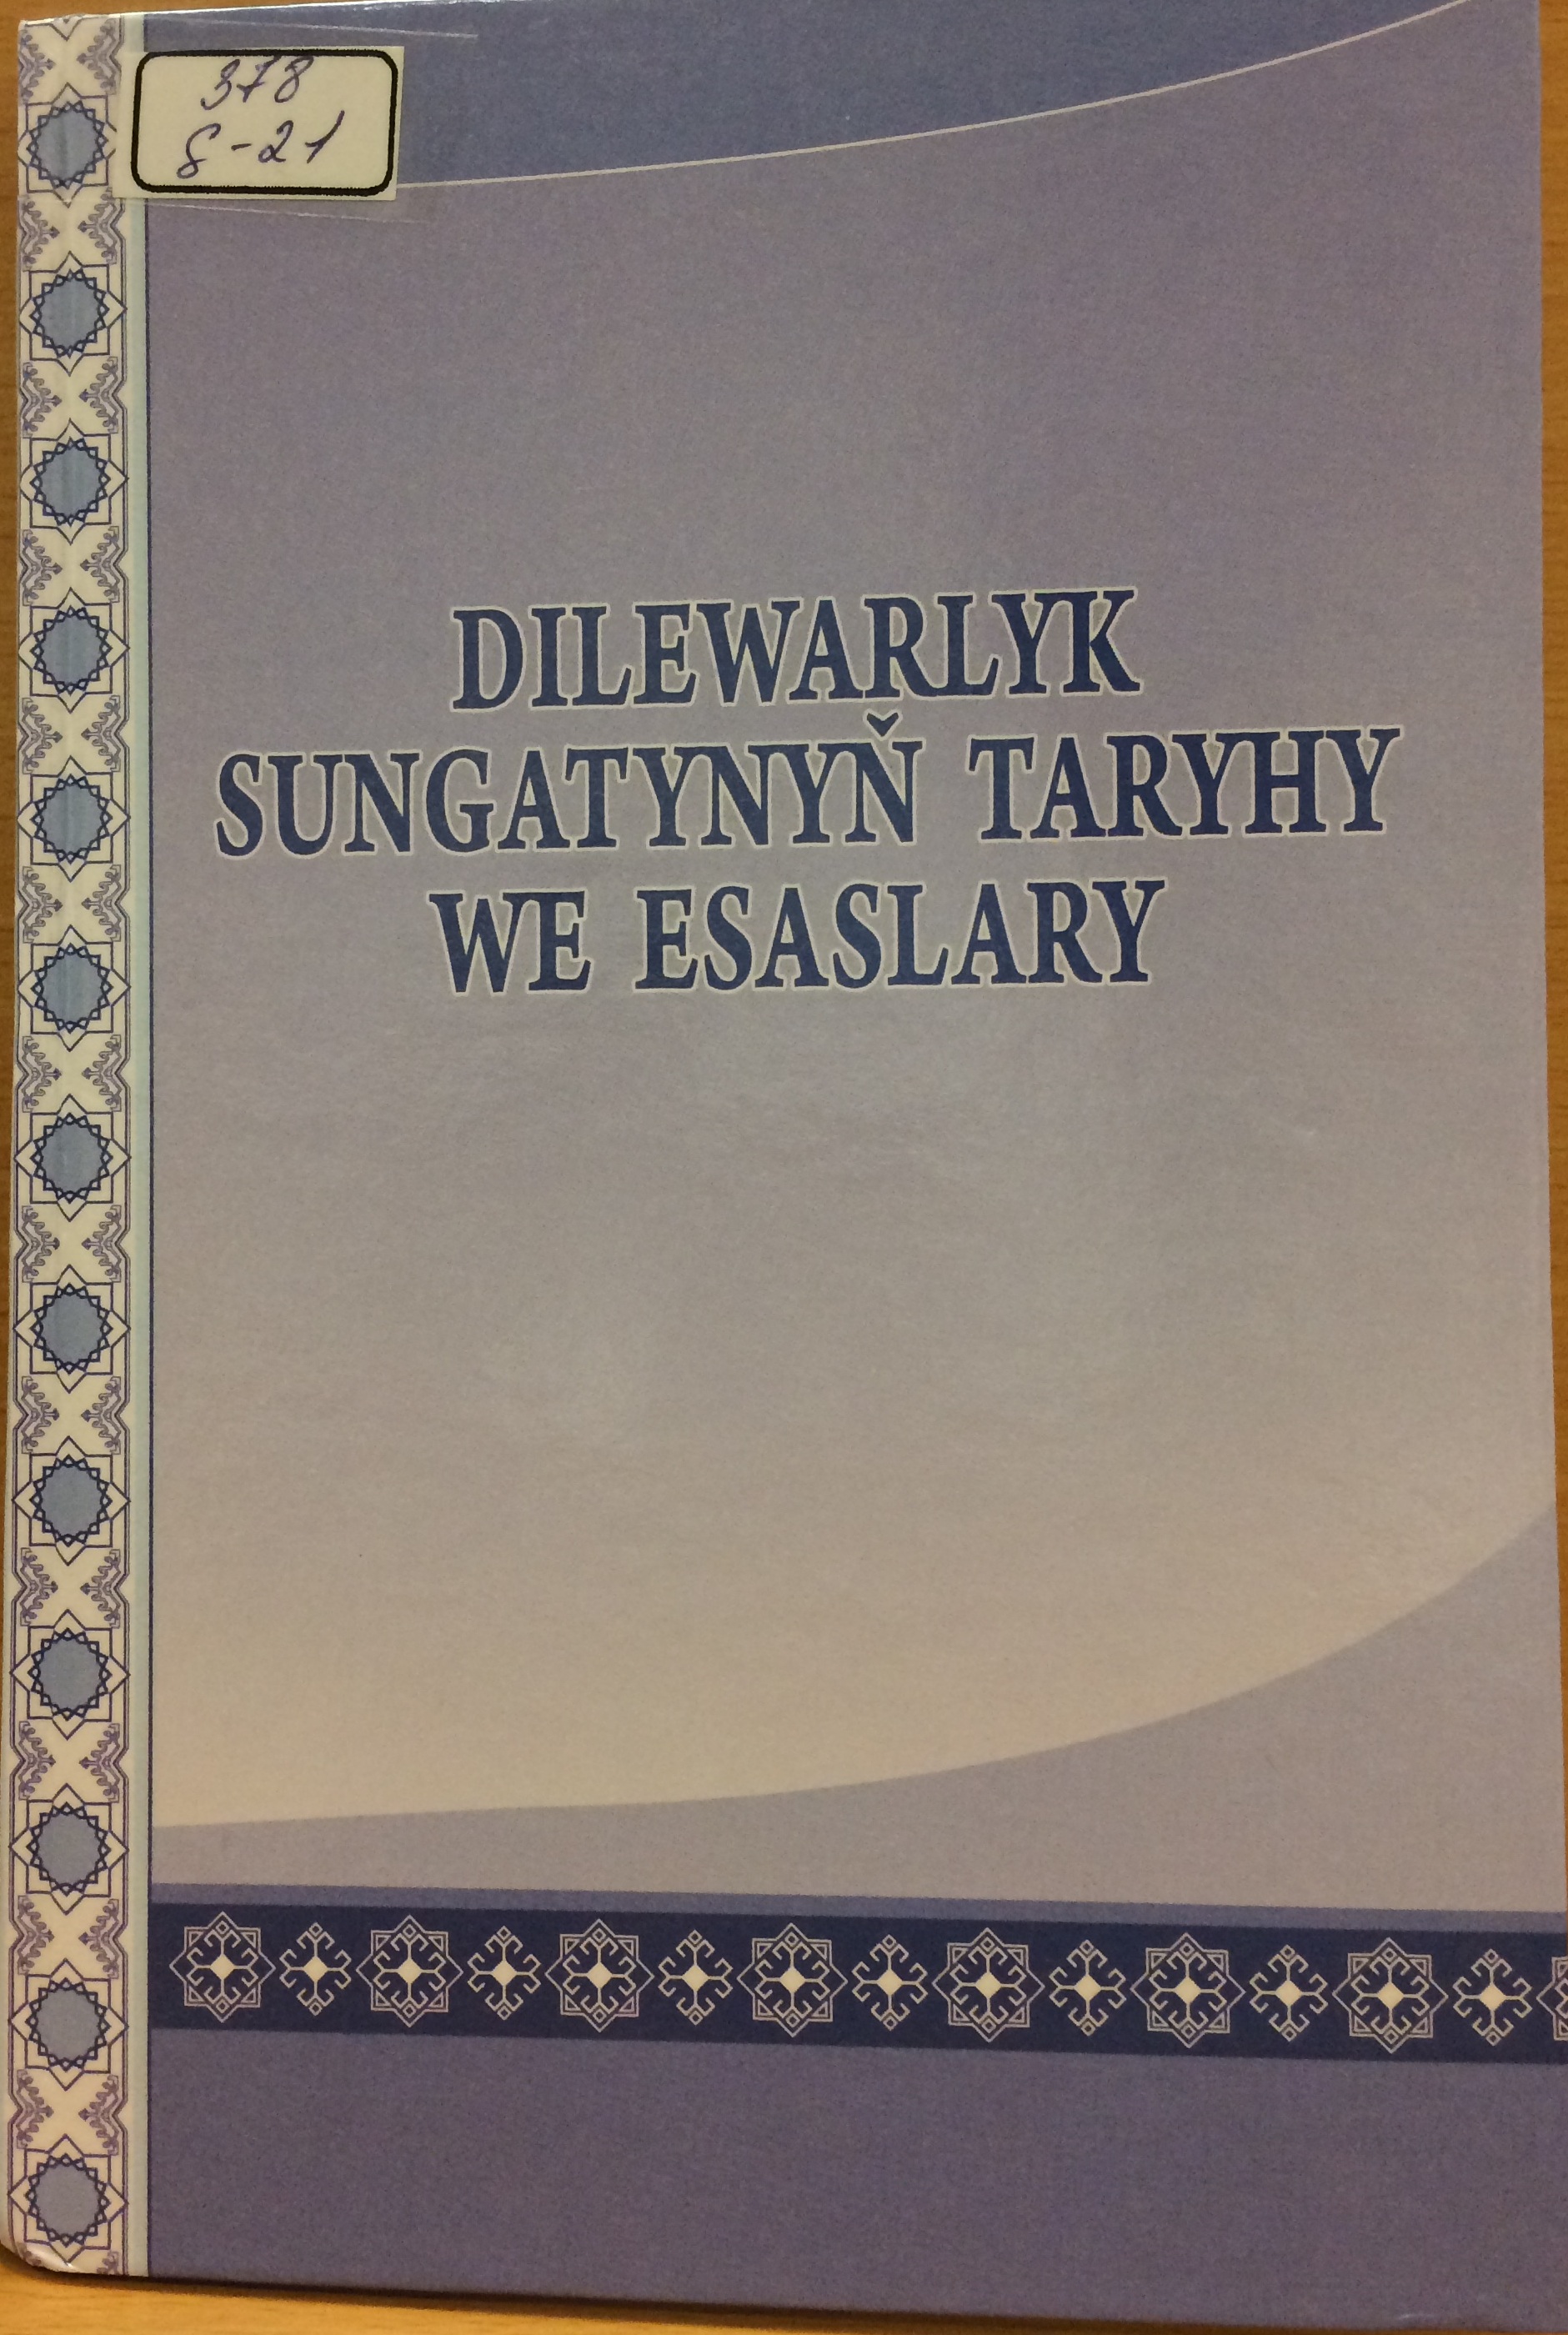 378
S-21
DILEWARLYK
SUNGATYNYŇ TARYHY
WE ESASLARY